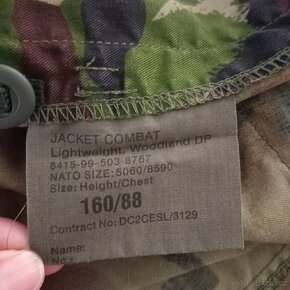 JACKET COMBAT
Lightweight. Woodland DP
8415-99-503-8767
NATO SIZE: 5060/8590
Size: Height/Chest
160/88
Contract No: DC2CESL/3129
Name:
No: